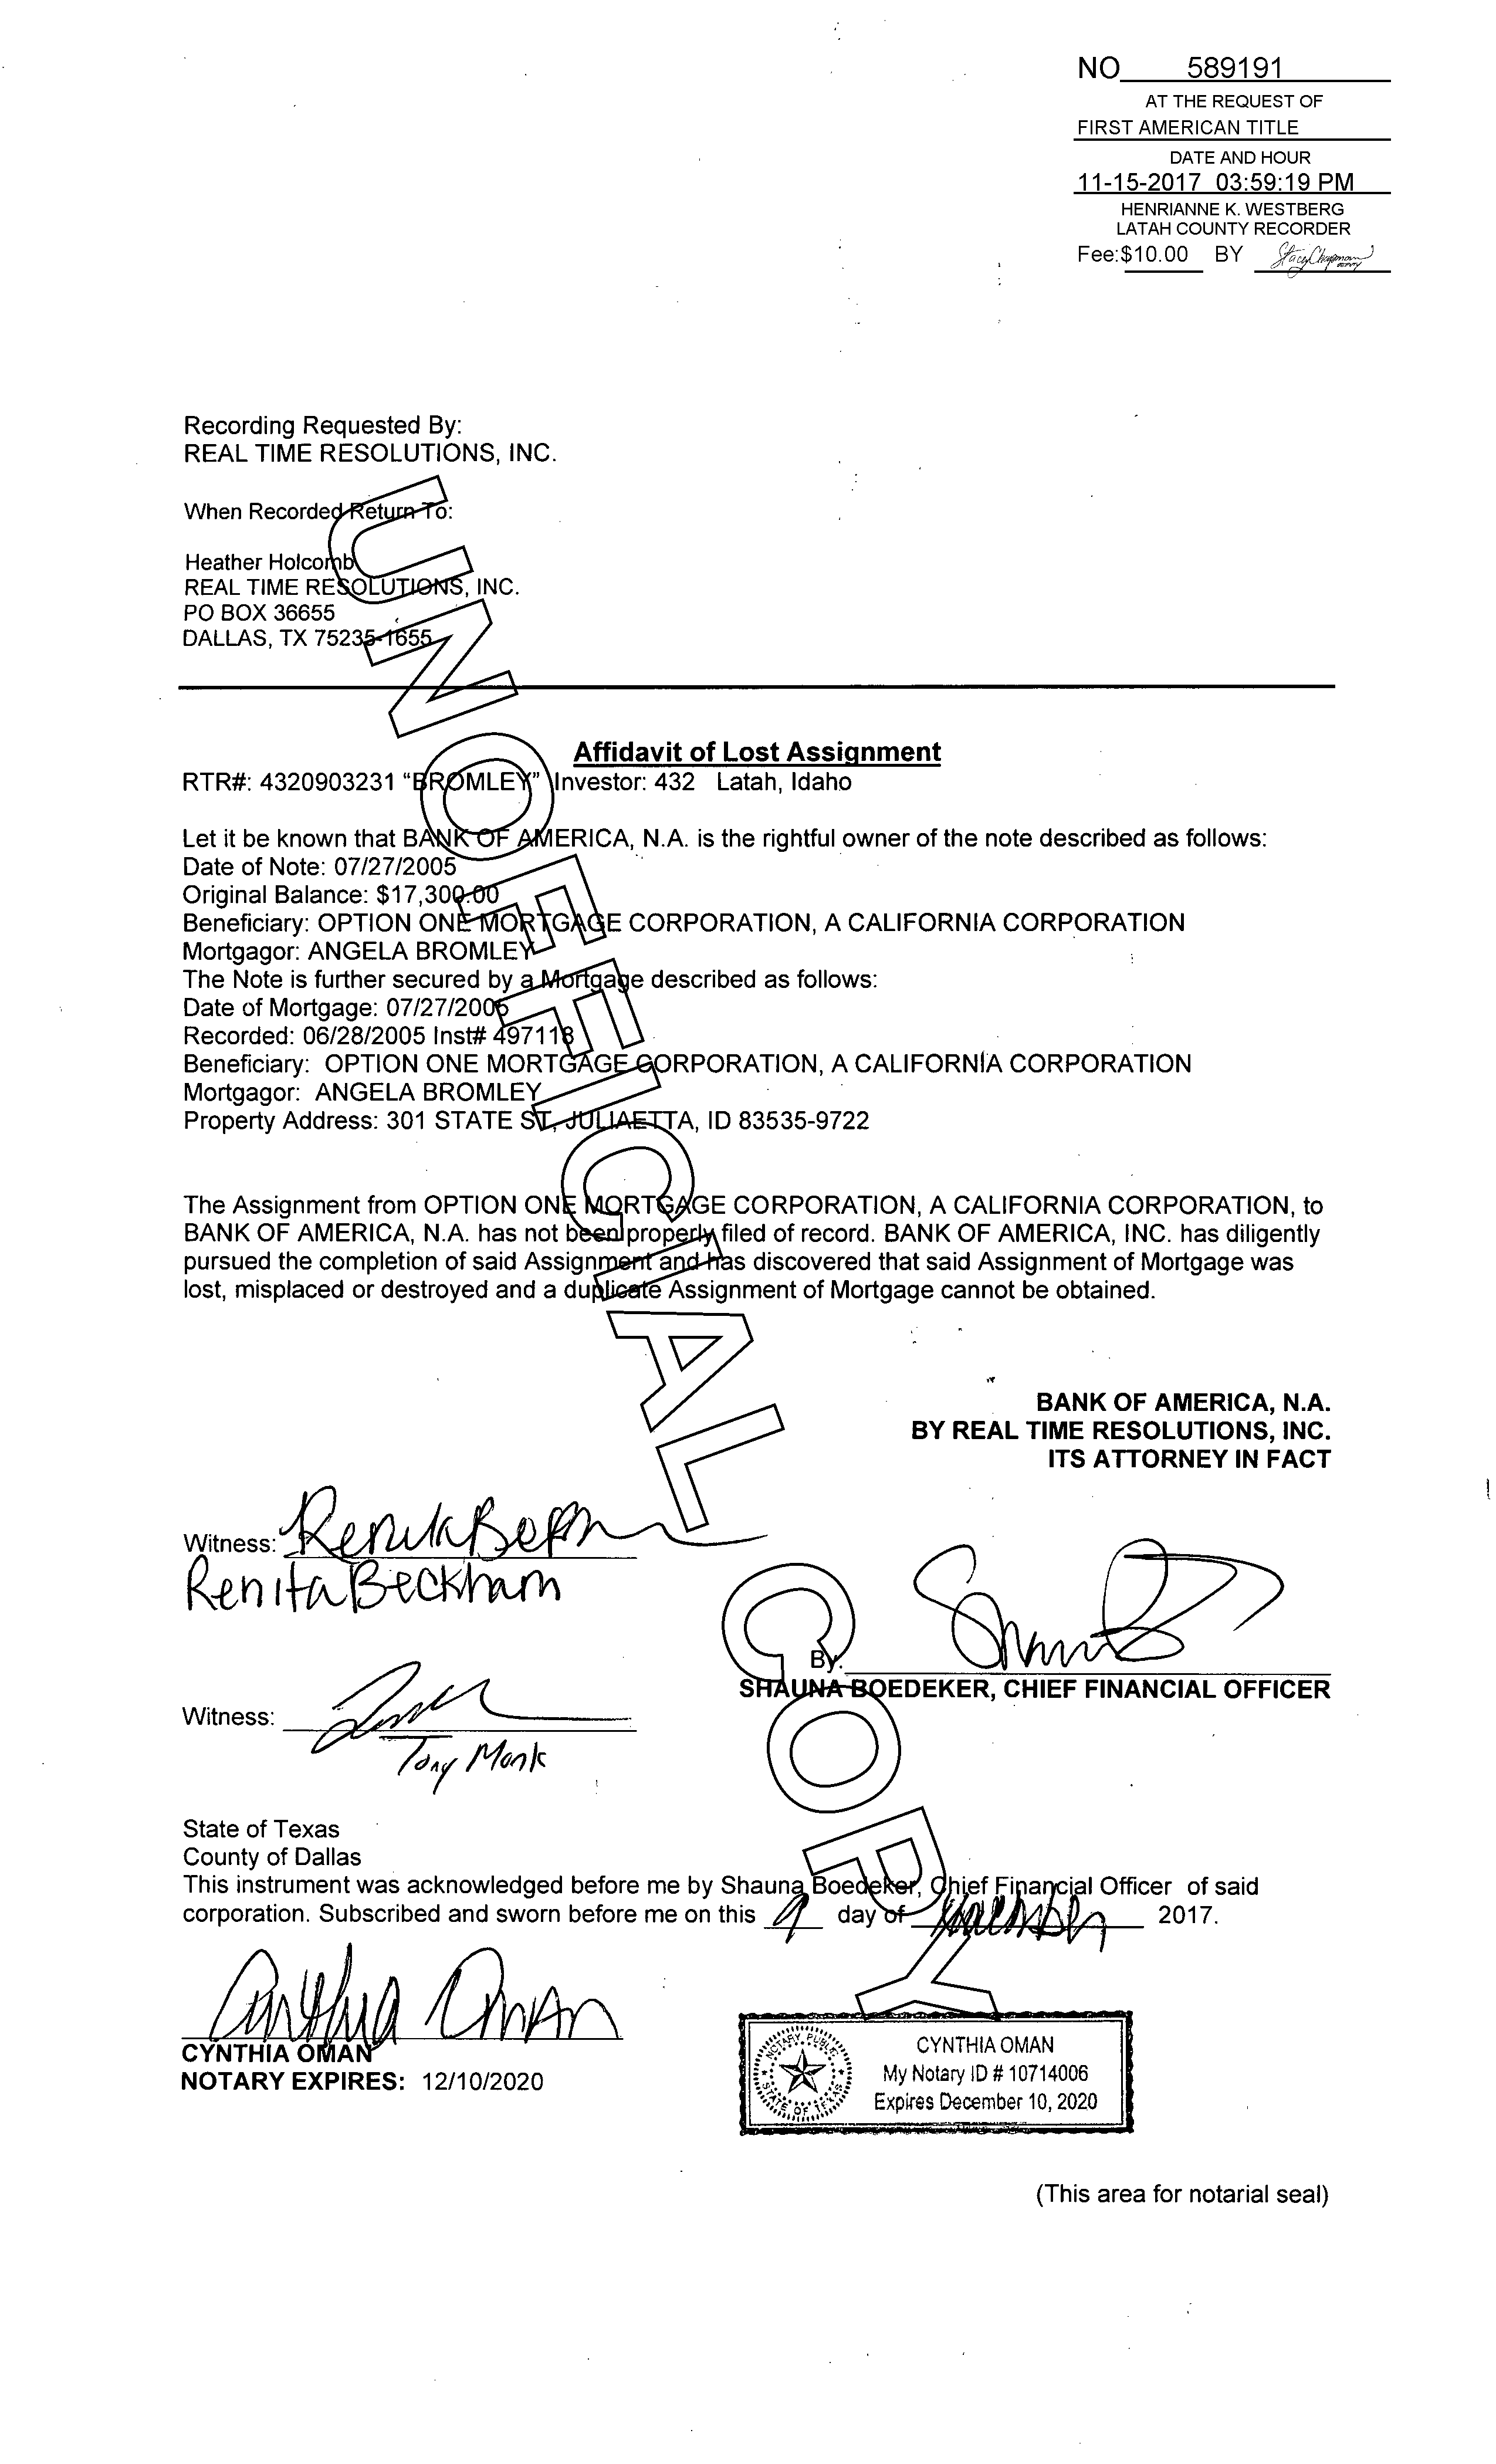 NO 589191
AT THE REQUEST OF
FIRST AMERICAN TITLE
DATE AND HOUR
11-15-2017 03:59:19 PM
HENRIANNE K. WESTBERG
LATAH COUNTY RECORDER
Fee:$10.00 BY Stacy Chapman
Recording Requested By:
REAL TIME RESOLUTIONS, INC.
When Recorded Return To:
Heather Holcomb
REAL TIME RESOLUTIONS, INC.
PO BOX 36655
DALLAS, TX 75235-1655
UNOFFICIAL COPY
Affidavit of Lost Assignment
RTR#: 4320903231 “BROMLEY” Investor: 432 Latah, Idaho
Let it be known that BANK OF AMERICA, N.A. is the rightful owner of the note described as follows:
Date of Note: 07/27/2005
Original Balance: $17,300.00
Beneficiary: OPTION ONE MORTGAGE CORPORATION, A CALIFORNIA CORPORATION
Mortgagor: ANGELA BROMLEY
The Note is further secured by a Mortgage described as follows:
Date of Mortgage: 07/27/2005
Recorded: 06/28/2005 Inst# 497118
Beneficiary: OPTION ONE MORTGAGE CORPORATION, A CALIFORNIA CORPORATION
Mortgagor: ANGELA BROMLEY
Property Address: 301 STATE ST, JULIAETTA, ID 83535-9722
The Assignment from OPTION ONE MORTGAGE CORPORATION, A CALIFORNIA CORPORATION, to
BANK OF AMERICA, N.A. has not been properly filed of record. BANK OF AMERICA, INC. has diligently
pursued the completion of said Assignment and has discovered that said Assignment of Mortgage was
lost, misplaced or destroyed and a duplicate Assignment of Mortgage cannot be obtained.
BANK OF AMERICA, N.A.
BY REAL TIME RESOLUTIONS, INC.
ITS ATTORNEY IN FACT
Witness:
Renita Beckham
By:
SHAUNA BOEDEKER, CHIEF FINANCIAL OFFICER
Witness:
Tony Monk
State of Texas
County of Dallas
This instrument was acknowledged before me by Shauna Boedeker, Chief Financial Officer of said
corporation. Subscribed and sworn before me on this 9 day of November 2017.
Cynthia Oman
CYNTHIA OMAN
NOTARY EXPIRES: 12/10/2020
NOTARY PUBLIC
STATE OF TEXAS
CYNTHIA OMAN
My Notary ID # 10714006
Expires December 10, 2020
(This area for notarial seal)